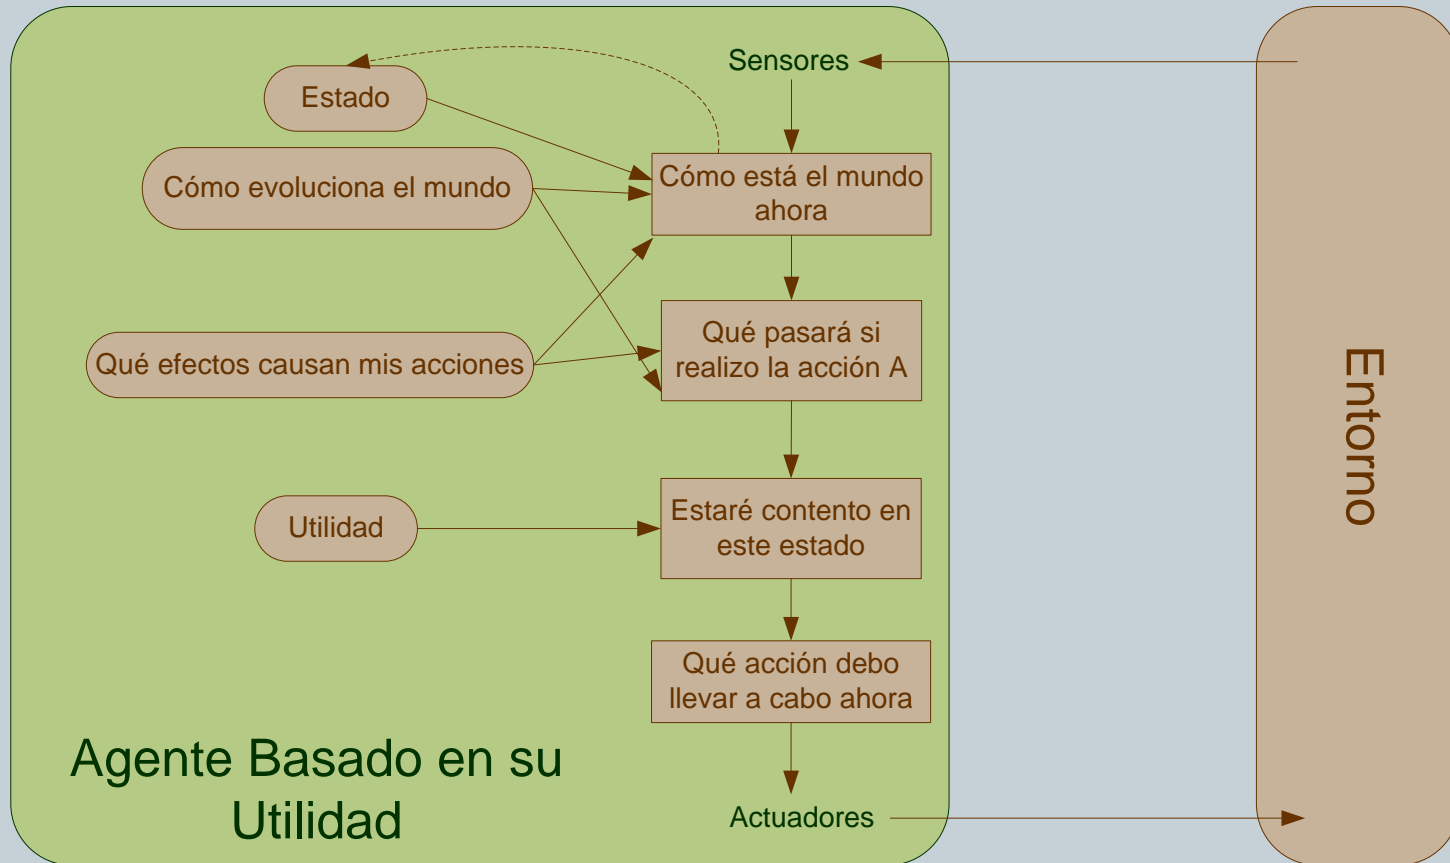 Sensores
Estado
Cómo evoluciona el mundo
Cómo está el mundo
ahora
Qué efectos causan mis acciones
Qué pasará si
realizo la acción A
Utilidad
Estaré contento en
este estado
Qué acción debo
llevar a cabo ahora
Agente Basado en su
Utilidad
Actuadores
Entorno